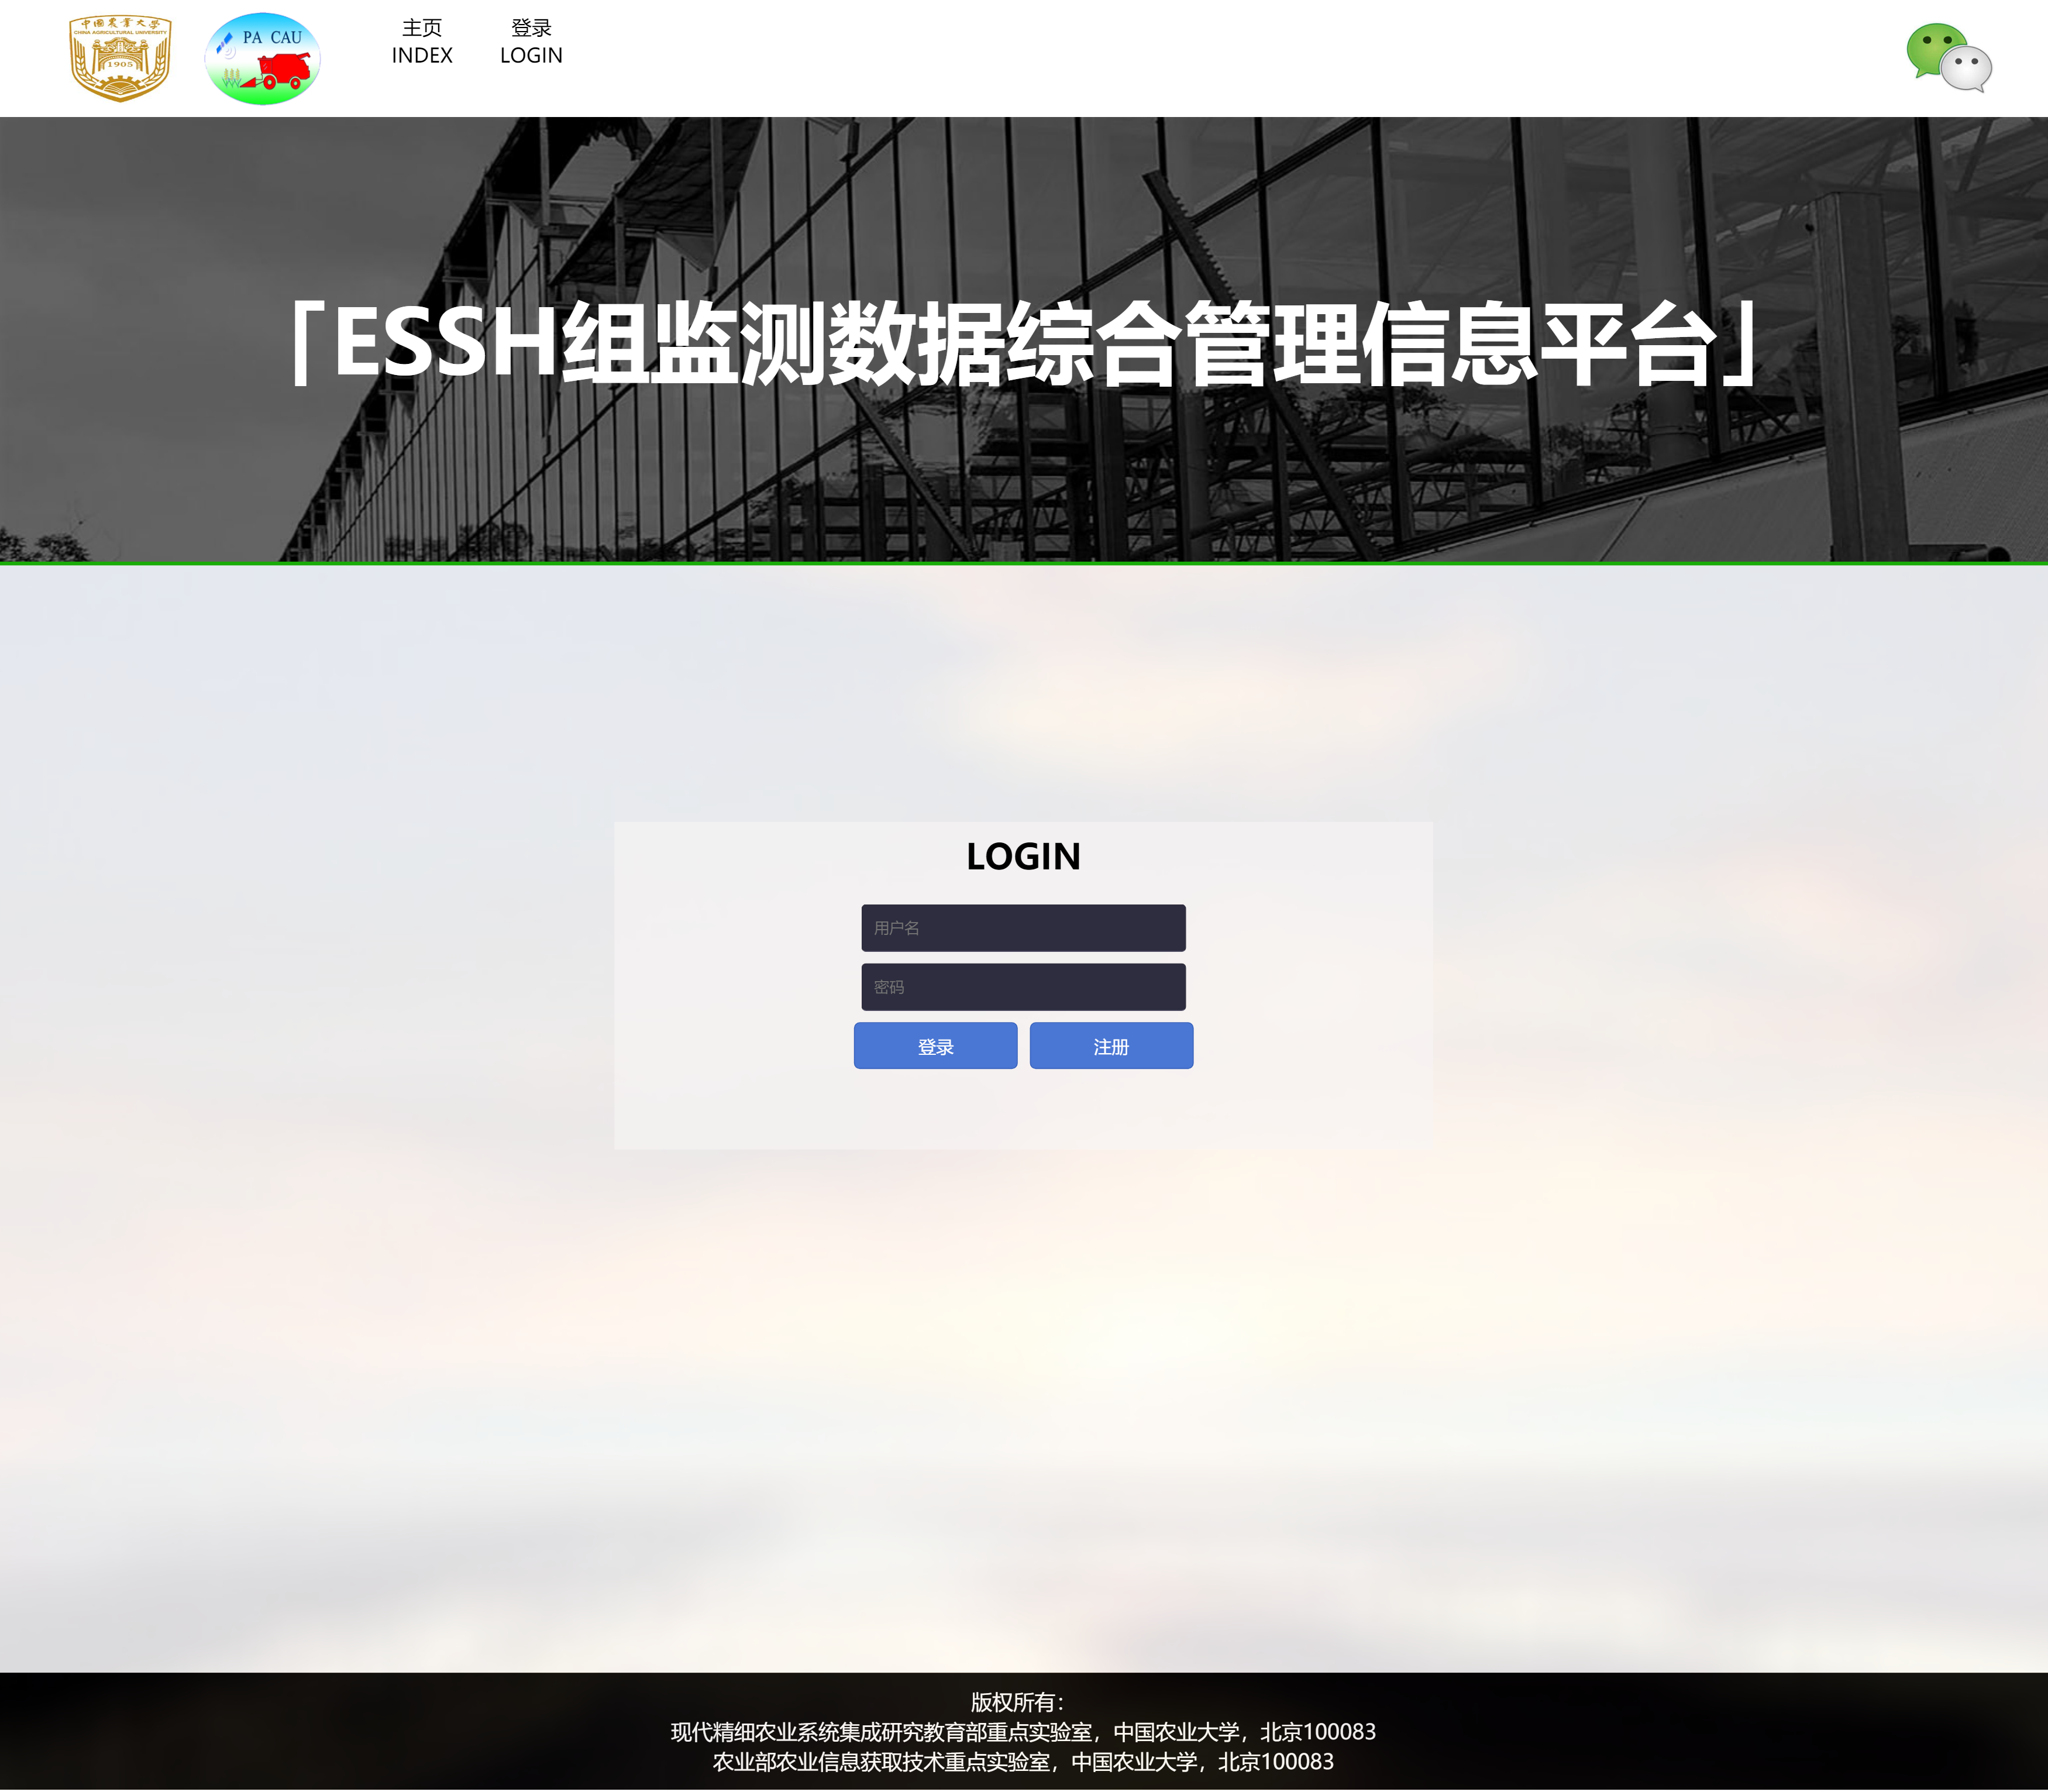 中国农业大学
CHINA AGRICULTURAL UNIVERSITY
1905
PA CAU
主页
INDEX
登录
LOGIN
「ESSH组监测数据综合管理信息平台」
LOGIN
用户名
密码
登录
注册
版权所有：
现代精细农业系统集成研究教育部重点实验室，中国农业大学，北京100083
农业部农业信息获取技术重点实验室，中国农业大学，北京100083